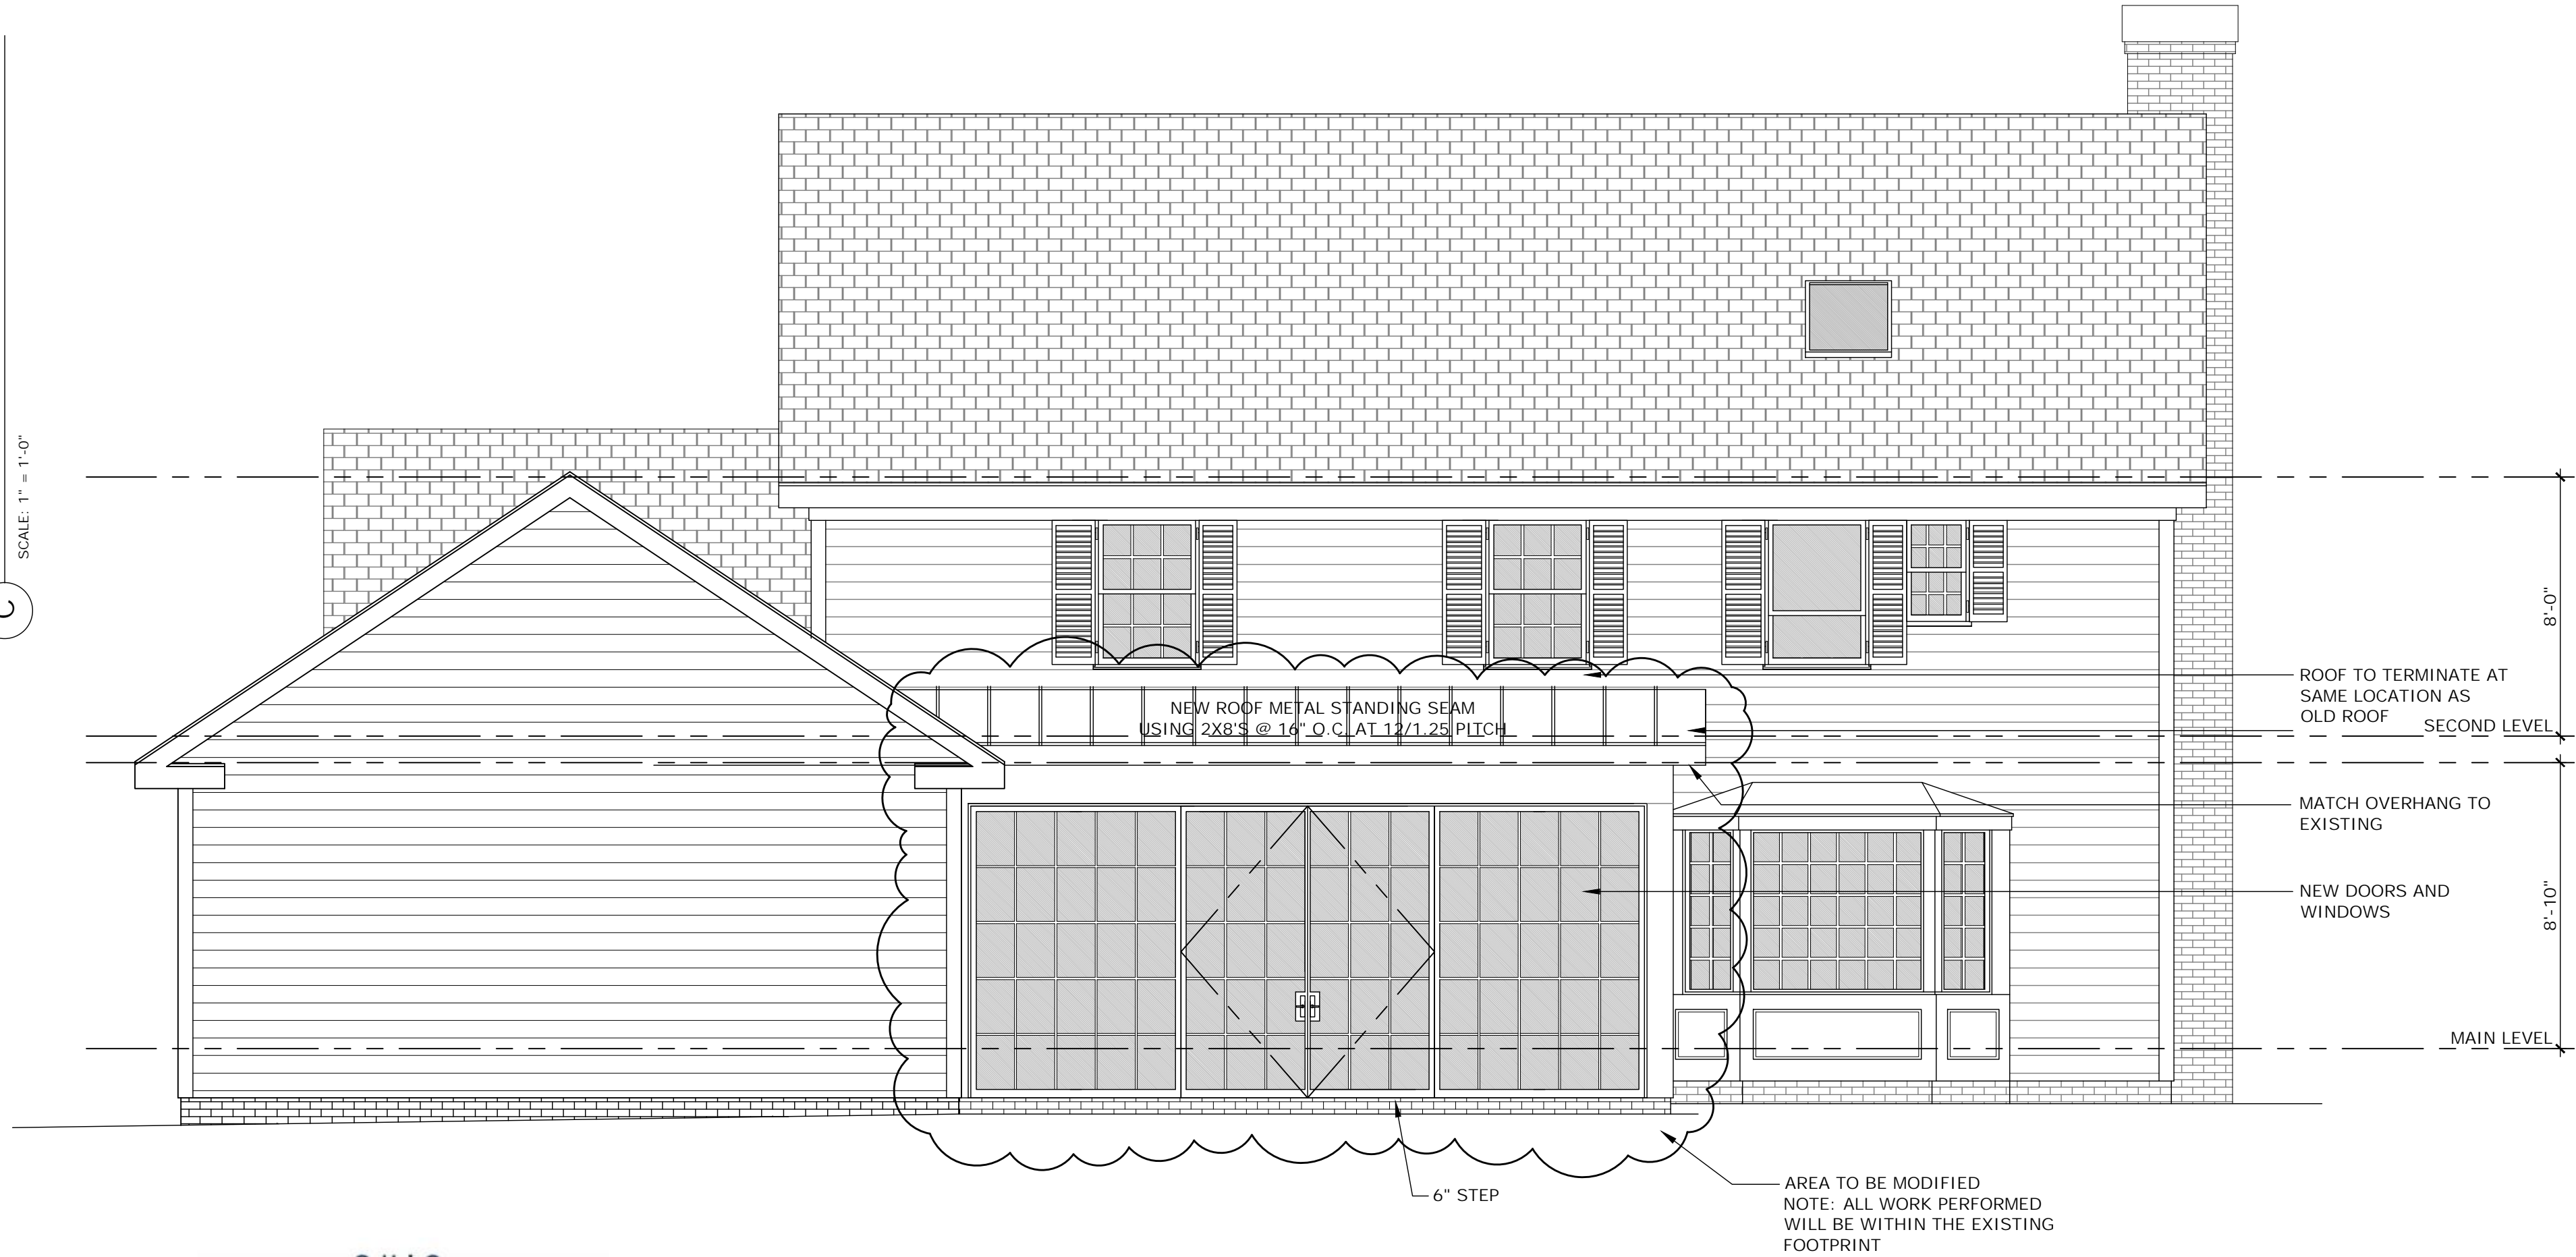 SCALE: 1" = 1'-0"
C
NEW ROOF METAL STANDING SEAM
USING 2X8'S @ 16" O.C. AT 12/1.25 PITCH
8'-0"
ROOF TO TERMINATE AT
SAME LOCATION AS
OLD ROOF
SECOND LEVEL
MATCH OVERHANG TO
EXISTING
NEW DOORS AND
WINDOWS
8'-10"
MAIN LEVEL
6" STEP
AREA TO BE MODIFIED
NOTE: ALL WORK PERFORMED
WILL BE WITHIN THE EXISTING
FOOTPRINT